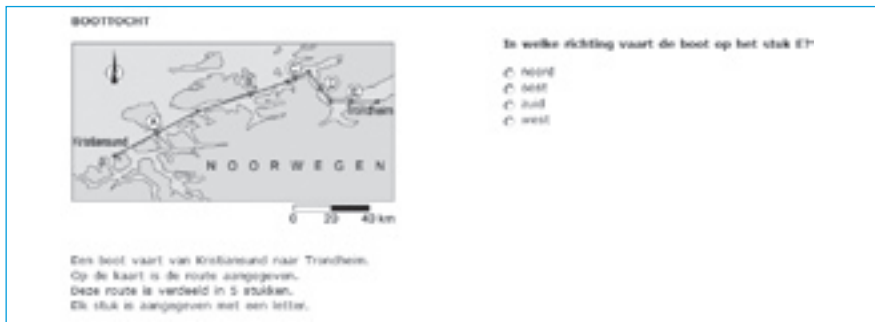 BOOTTOCHT
Kristiansund
Trondheim
NOORWEGEN
0 20 40 km
Een boot vaart van Kristiansund naar Trondheim.
Op de kaart is de route aangegeven.
Deze route is verdeeld in 5 stukken.
Elk stuk is aangegeven met een letter.
In welke richting vaart de boot op het stuk E?
noord
oost
zuid
west